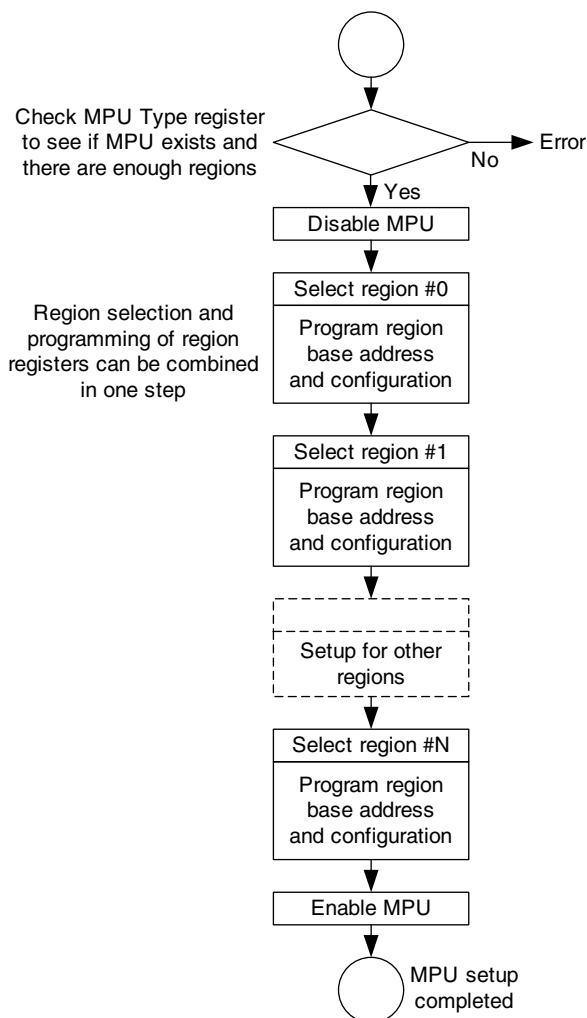 Check MPU Type register
to see if MPU exists and
there are enough regions
No
Error
Yes
Disable MPU
Select region #0
Region selection and
programming of region
registers can be combined
in one step
Program region
base address
and configuration
Select region #1
Program region
base address
and configuration
Setup for other
regions
Select region #N
Program region
base address
and configuration
Enable MPU
MPU setup
completed